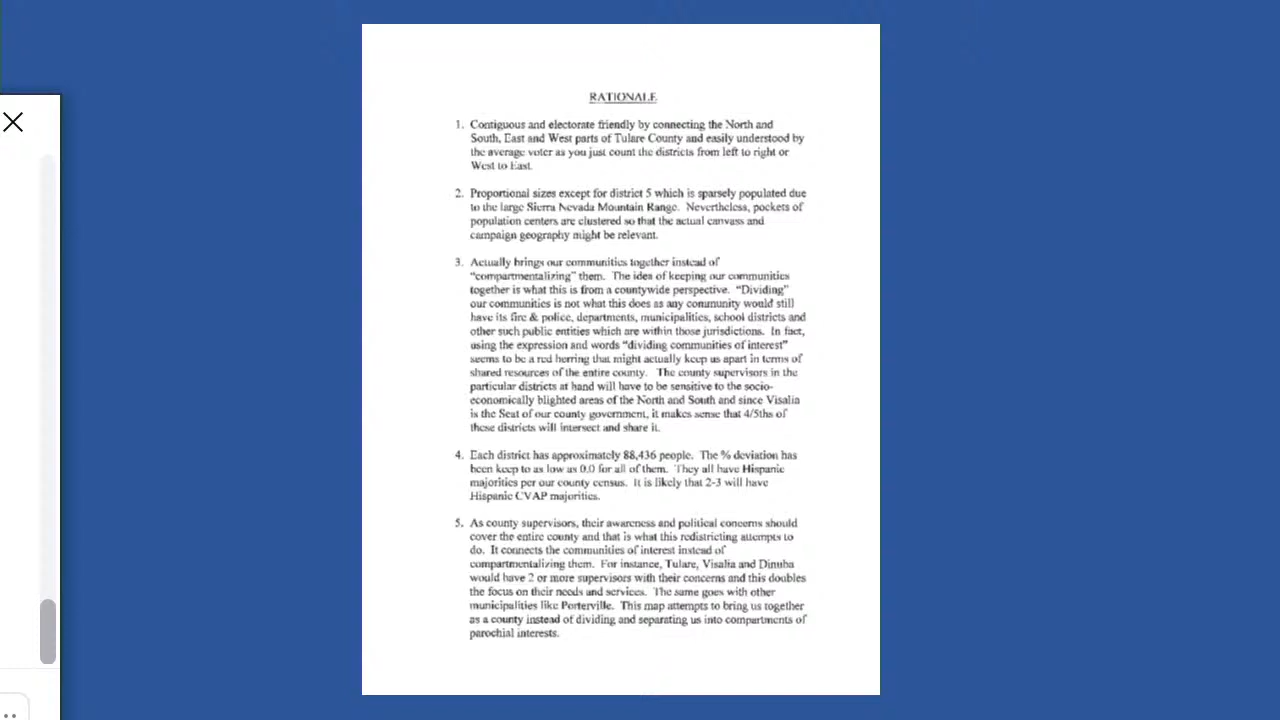 RATIONALE
1. Contiguous and electorate friendly by connecting the North and
South, East and West parts of Tulare County and easily understood by
the average voter as you just count the districts from left to right or
West to East.
2. Proportional sizes except for district 5 which is sparsely populated due
to the large Sierra Nevada Mountain Range. Nevertheless, pockets of
population centers are clustered so that the actual canvass and
campaign geography might be relevant.
3. Actually brings our communities together instead of
"compartmentalizing" them. The idea of keeping our communities
together is what this is from a countywide perspective. "Dividing"
our communities is not what this does as any community would still
have its fire & police, departments, municipalities, school districts and
other such public entities which are within those jurisdictions. In fact,
using the expression and words "dividing communities of interest"
seems to be a red herring that might actually keep us apart in terms of
shared resources of the entire county. The county supervisors in the
particular districts at hand will have to be sensitive to the socio-
economically blighted areas of the North and South and since Visalia
is the Seat of our county government, it makes sense that 4/5ths of
these districts will intersect and share it.
4. Each district has approximately 88,436 people. The % deviation has
been keep to as low as 0.0 for all of them. They all have Hispanic
majorities per our county census. It is likely that 2-3 will have
Hispanic CVAP majorities.
5. As county supervisors, their awareness and political concerns should
cover the entire county and that is what this redistricting attempts to
do. It connects the communities of interest instead of
compartmentalizing them. For instance, Tulare, Visalia and Dinuba
would have 2 or more supervisors with their concerns and this doubles
the focus on their needs and services. The same goes with other
municipalities like Porterville. This map attempts to bring us together
as a county instead of dividing and separating us into compartments of
parochial interests.